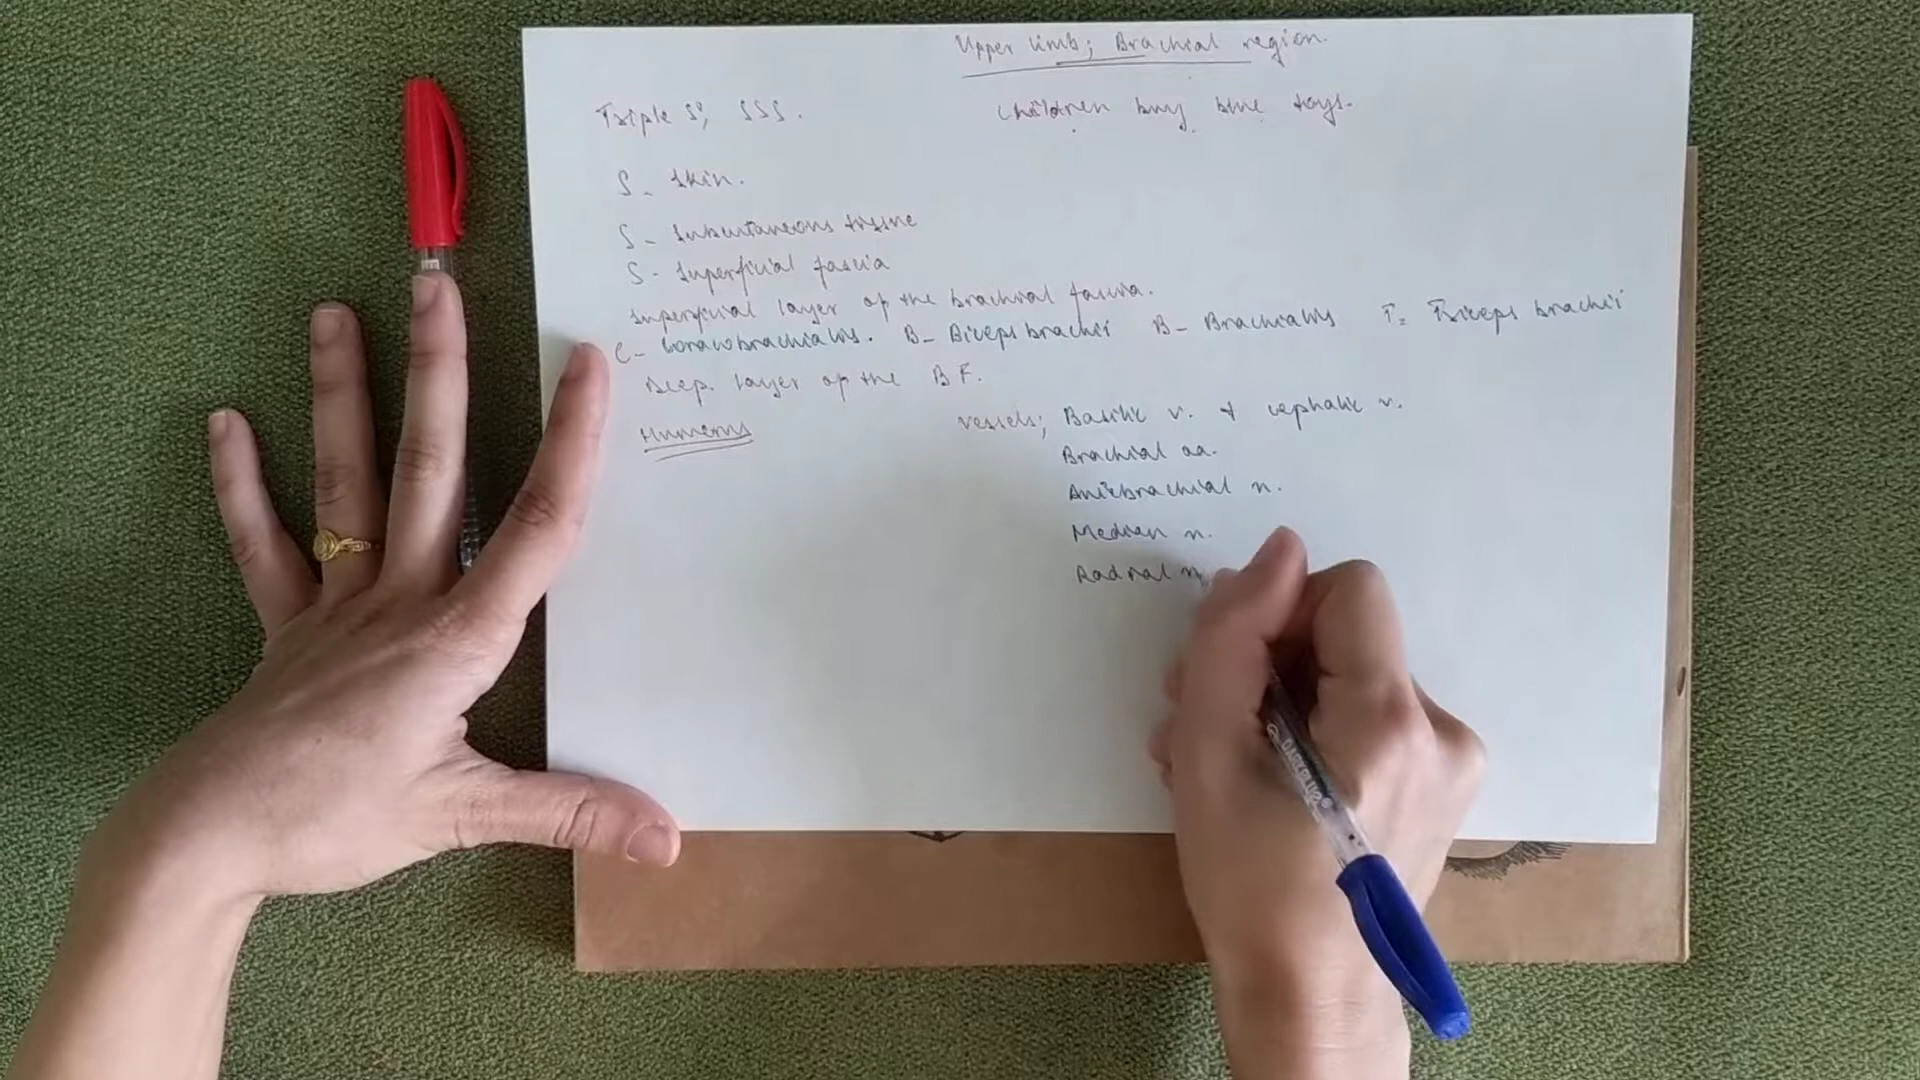 Upper limb; Brachial region.
Triple S', SSS.
Children buy blue toys.
S - Skin.
S - Subcutaneous tissue
S - Superficial fascia
Superficial layer of the brachial fascia.
C - Coracobrachialis. B - Biceps brachii B - Brachialis T - Triceps brachii
Deep layer of the BF.
Humerus
Vessels; Basilic v. & cephalic v.
Brachial aa.
Antebrachial n.
Median n.
Radial n